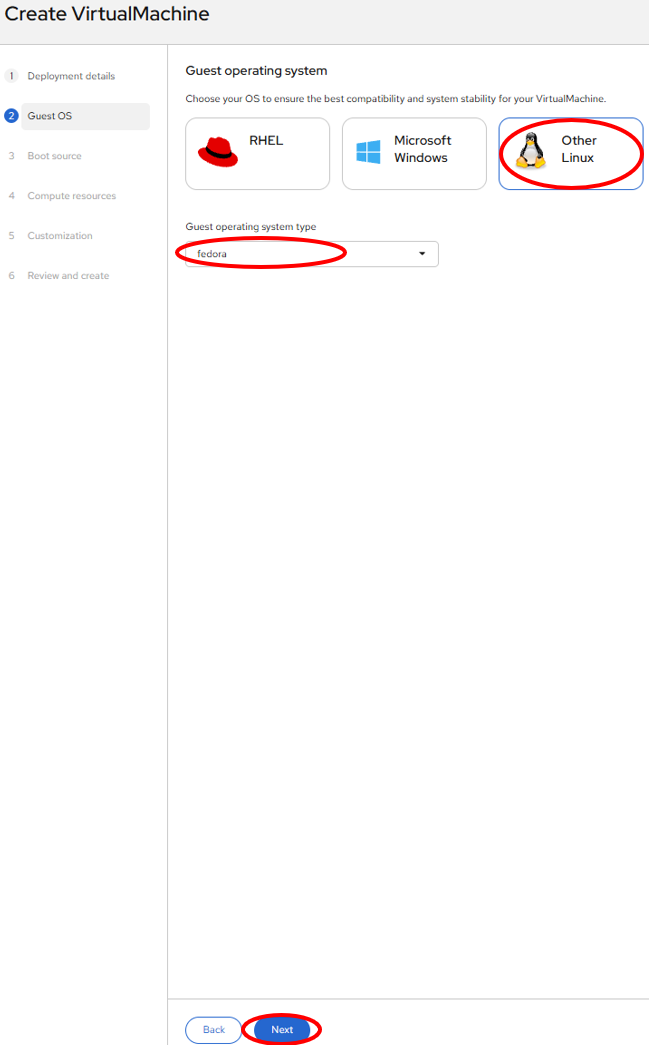 Create VirtualMachine
1 Deployment details
2 Guest OS
3 Boot source
4 Compute resources
5 Customization
6 Review and create
Guest operating system
Choose your OS to ensure the best compatibility and system stability for your VirtualMachine.
RHEL
Microsoft
Windows
Other
Linux
Guest operating system type
fedora
Back
Next